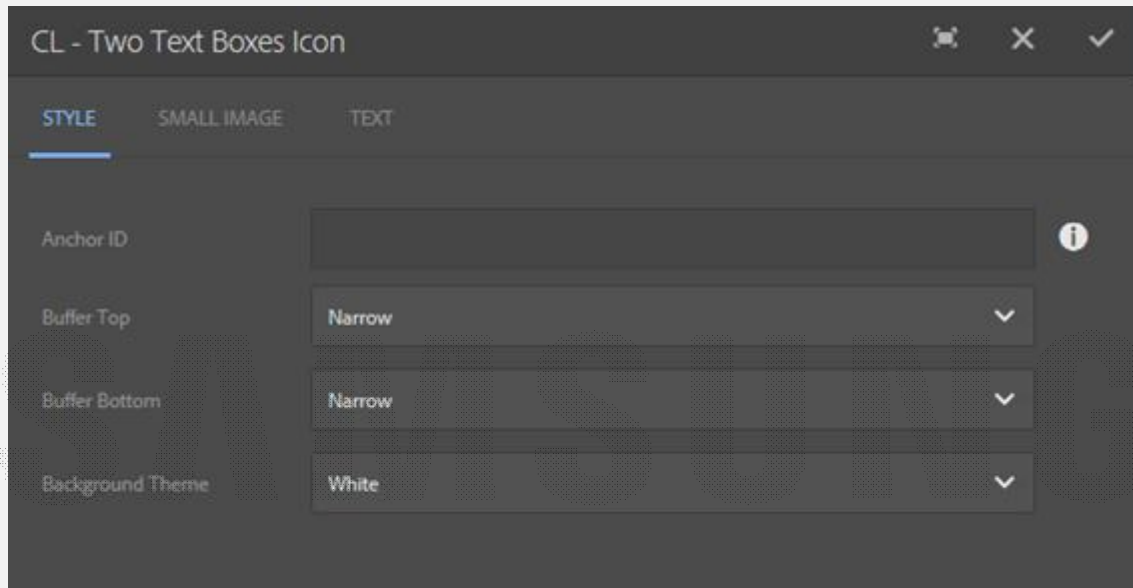 CL - Two Text Boxes Icon
STYLE SMALL IMAGE TEXT
Anchor ID
Buffer Top Narrow
Buffer Bottom Narrow
Background Theme White
SAMSUNG